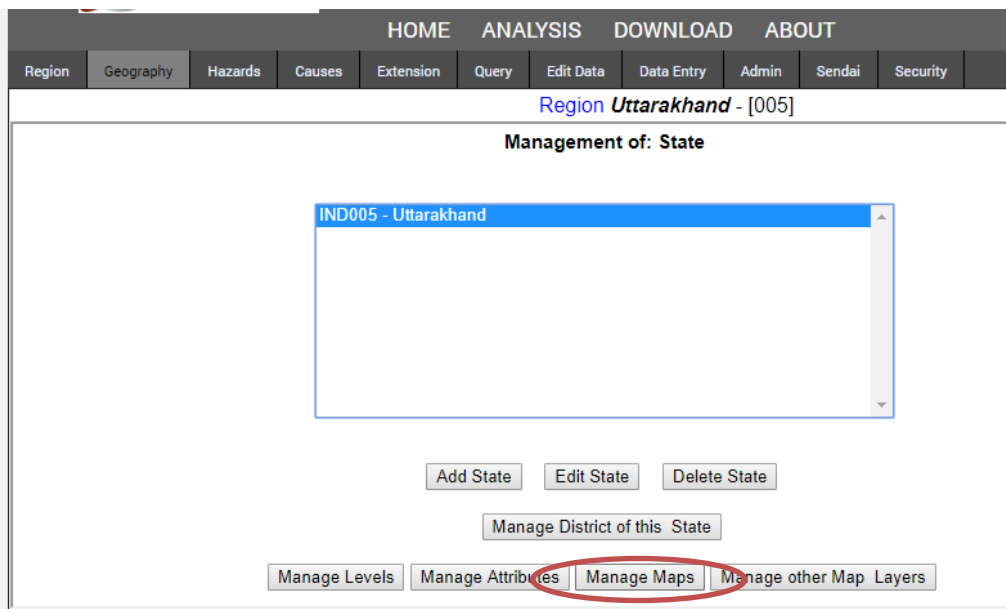 HOME ANALYSIS DOWNLOAD ABOUT
Region Geography Hazards Causes Extension Query Edit Data Data Entry Admin Sendai Security
Region Uttarakhand - [005]
Management of: State
IND005 - Uttarakhand
Add State Edit State Delete State
Manage District of this State
Manage Levels Manage Attributes Manage Maps Manage other Map Layers